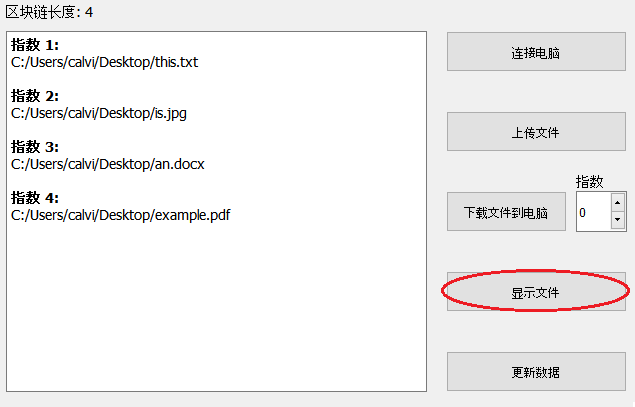 区块链长度: 4
指数 1:
C:/Users/calvi/Desktop/this.txt
指数 2:
C:/Users/calvi/Desktop/is.jpg
指数 3:
C:/Users/calvi/Desktop/an.docx
指数 4:
C:/Users/calvi/Desktop/example.pdf
连接电脑
上传文件
指数
下载文件到电脑
0
显示文件
更新数据